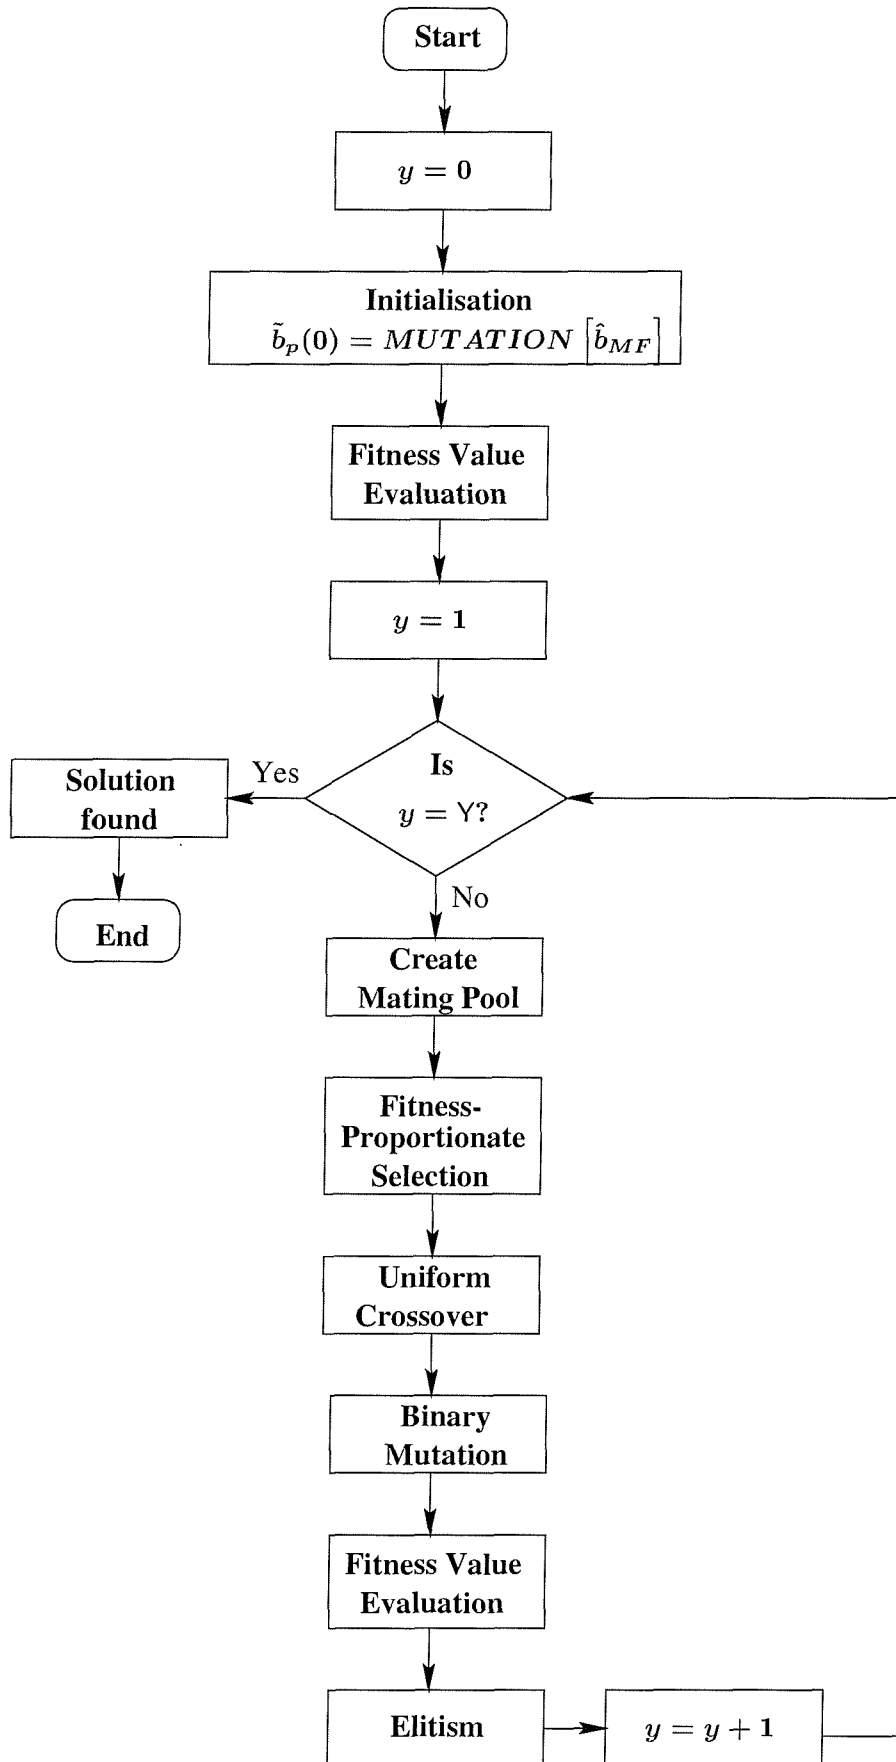 Start
y = 0
Initialisation
b̃ₚ(0) = MUTATION [b̂_MF]
Fitness Value
Evaluation
y = 1
Is
y = Y?
Yes
Solution
found
End
No
Create
Mating Pool
Fitness-
Proportionate
Selection
Uniform
Crossover
Binary
Mutation
Fitness Value
Evaluation
Elitism
y = y + 1